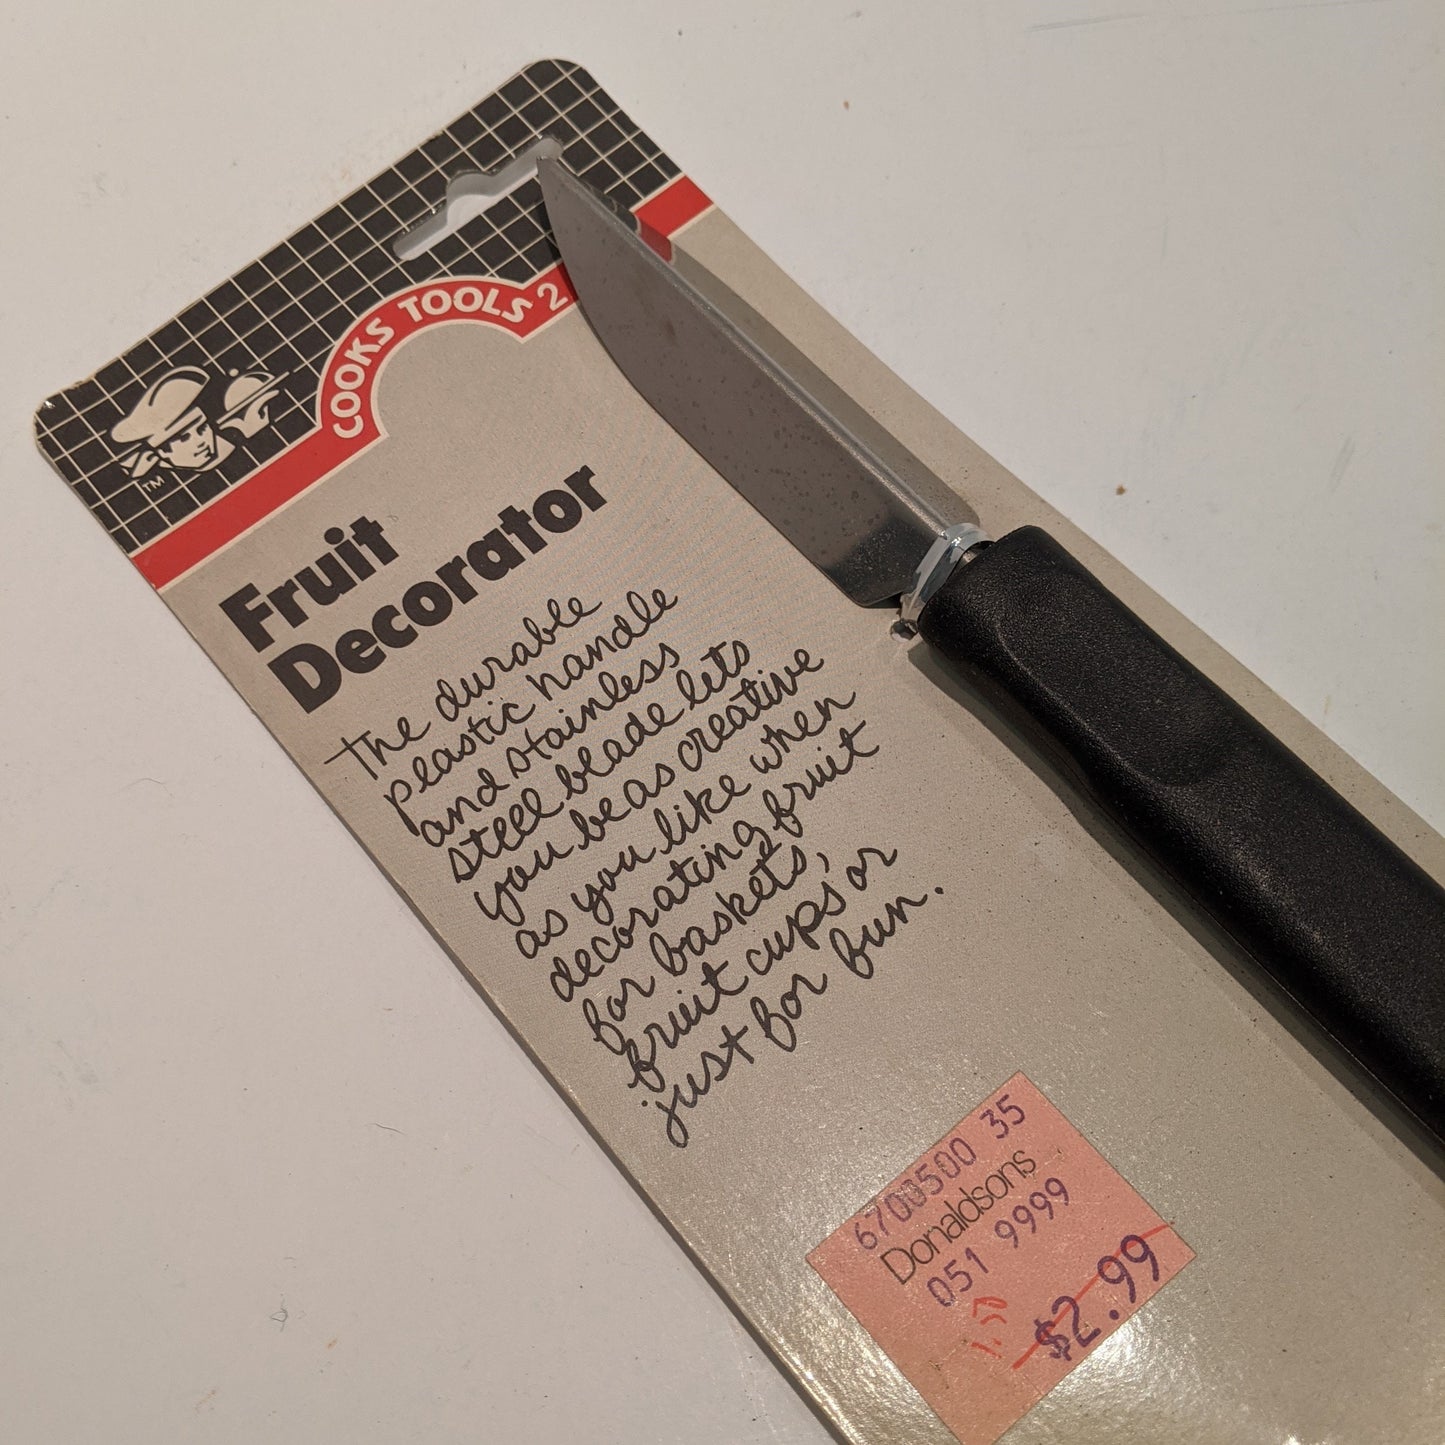 COOKS TOOLS 2
TM
Fruit
Decorator
The durable
plastic handle
and stainless
steel blade lets
you be as creative
as you like when
decorating fruit
for baskets,
fruit cups or
just for fun.
6700500 35
Donaldsons
051 9999
$2.99